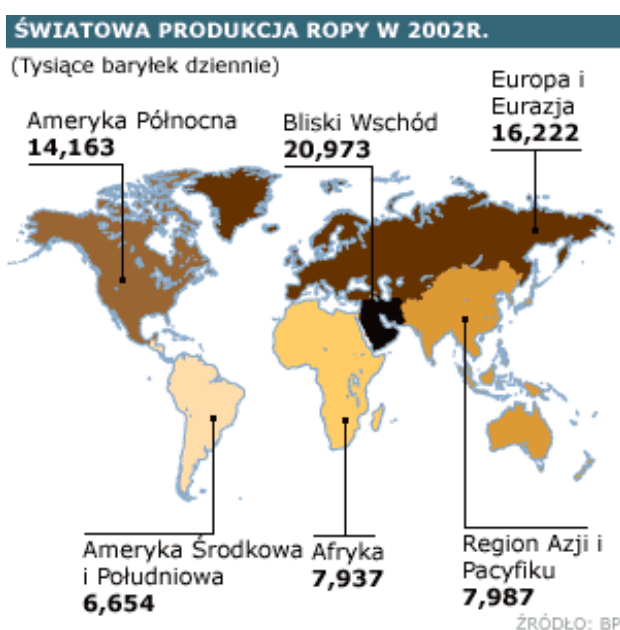 ŚWIATOWA PRODUKCJA ROPY W 2002R.
(Tysiące baryłek dziennie)
Ameryka Północna
14,163
Bliski Wschód
20,973
Europa i
Eurazja
16,222
Ameryka Środkowa
i Południowa
6,654
Afryka
7,937
Region Azji i
Pacyfiku
7,987
ŹRÓDŁO: BP